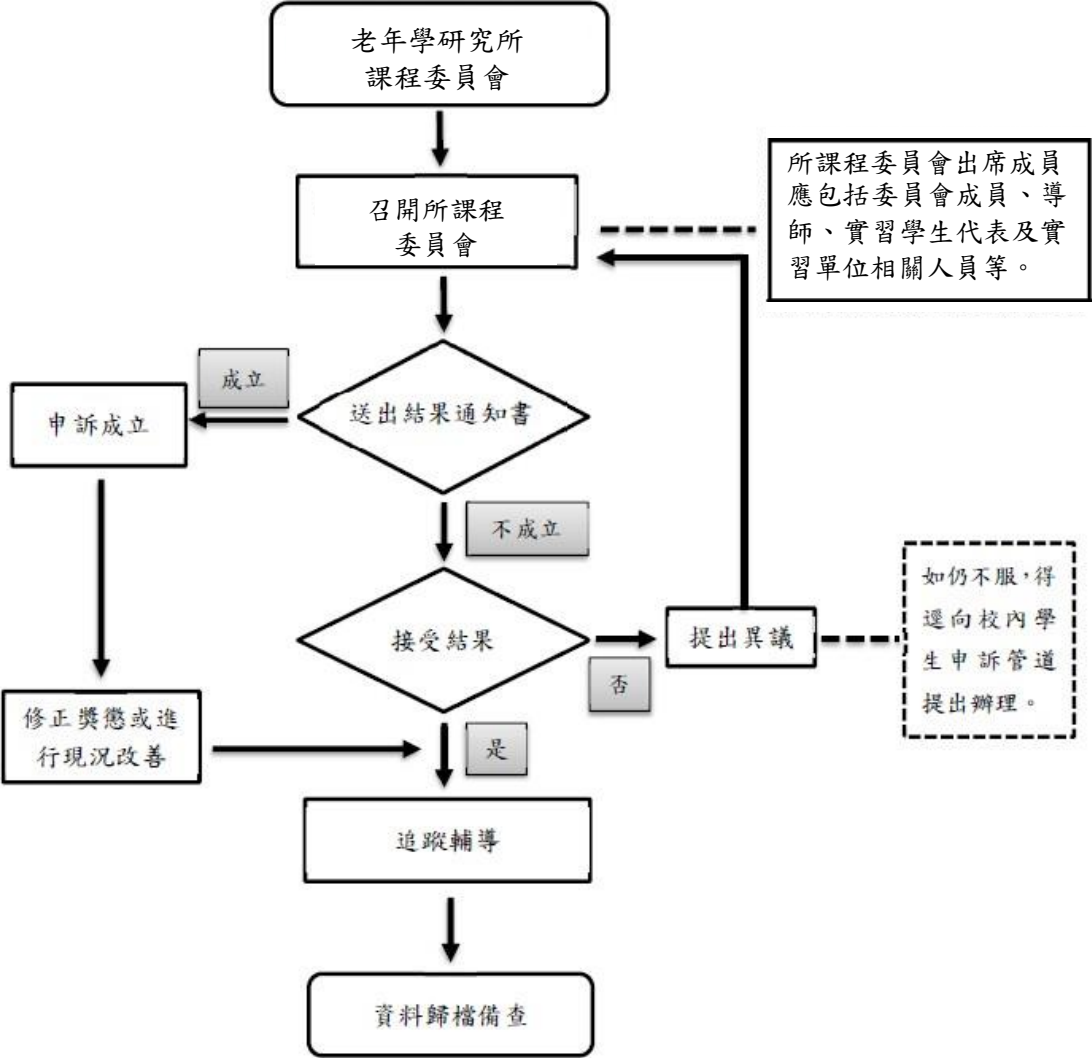 老年學研究所
課程委員會
召開所課程
委員會
所課程委員會出席成員
應包括委員會成員、導
師、實習學生代表及實
習單位相關人員等。
成立
申訴成立
送出結果通知書
不成立
接受結果
否
提出異議
如仍不服,得
逕向校內學
生申訴管道
提出辦理。
修正獎懲或進
行現況改善
是
追蹤輔導
資料歸檔備查